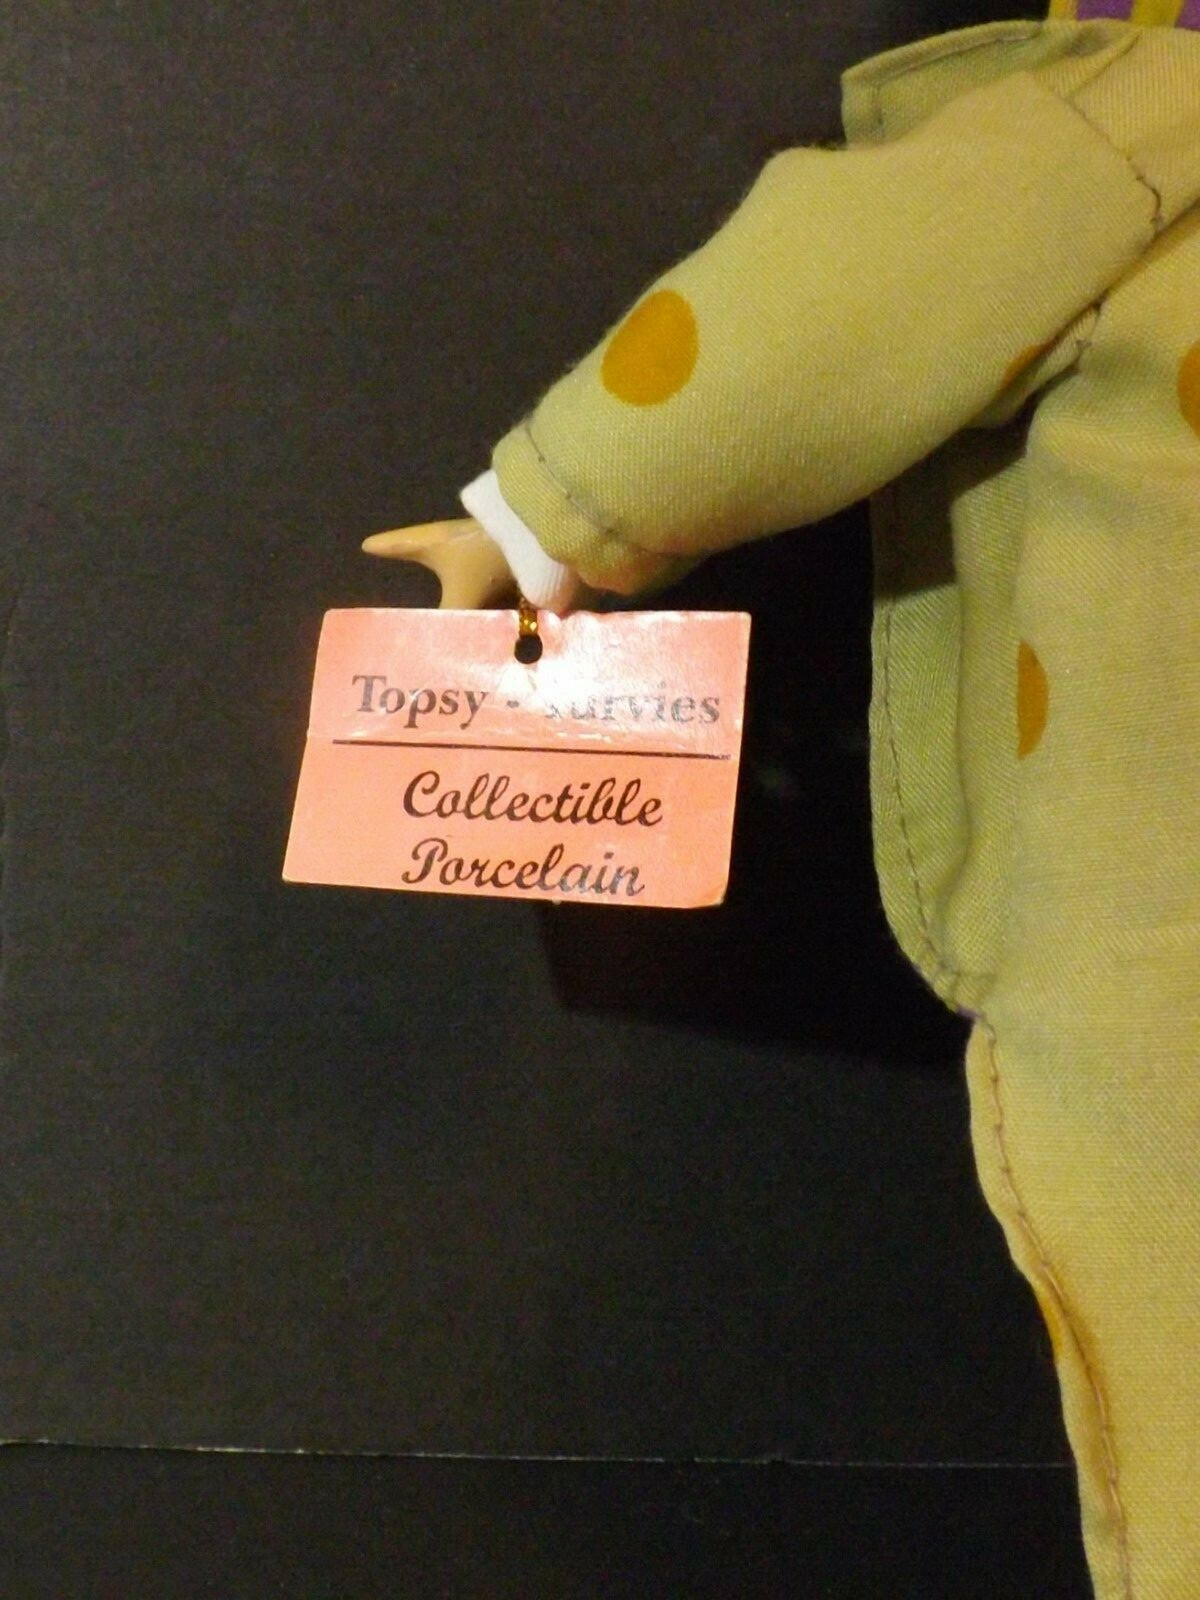 Topsy - Turvies
Collectible
Porcelain